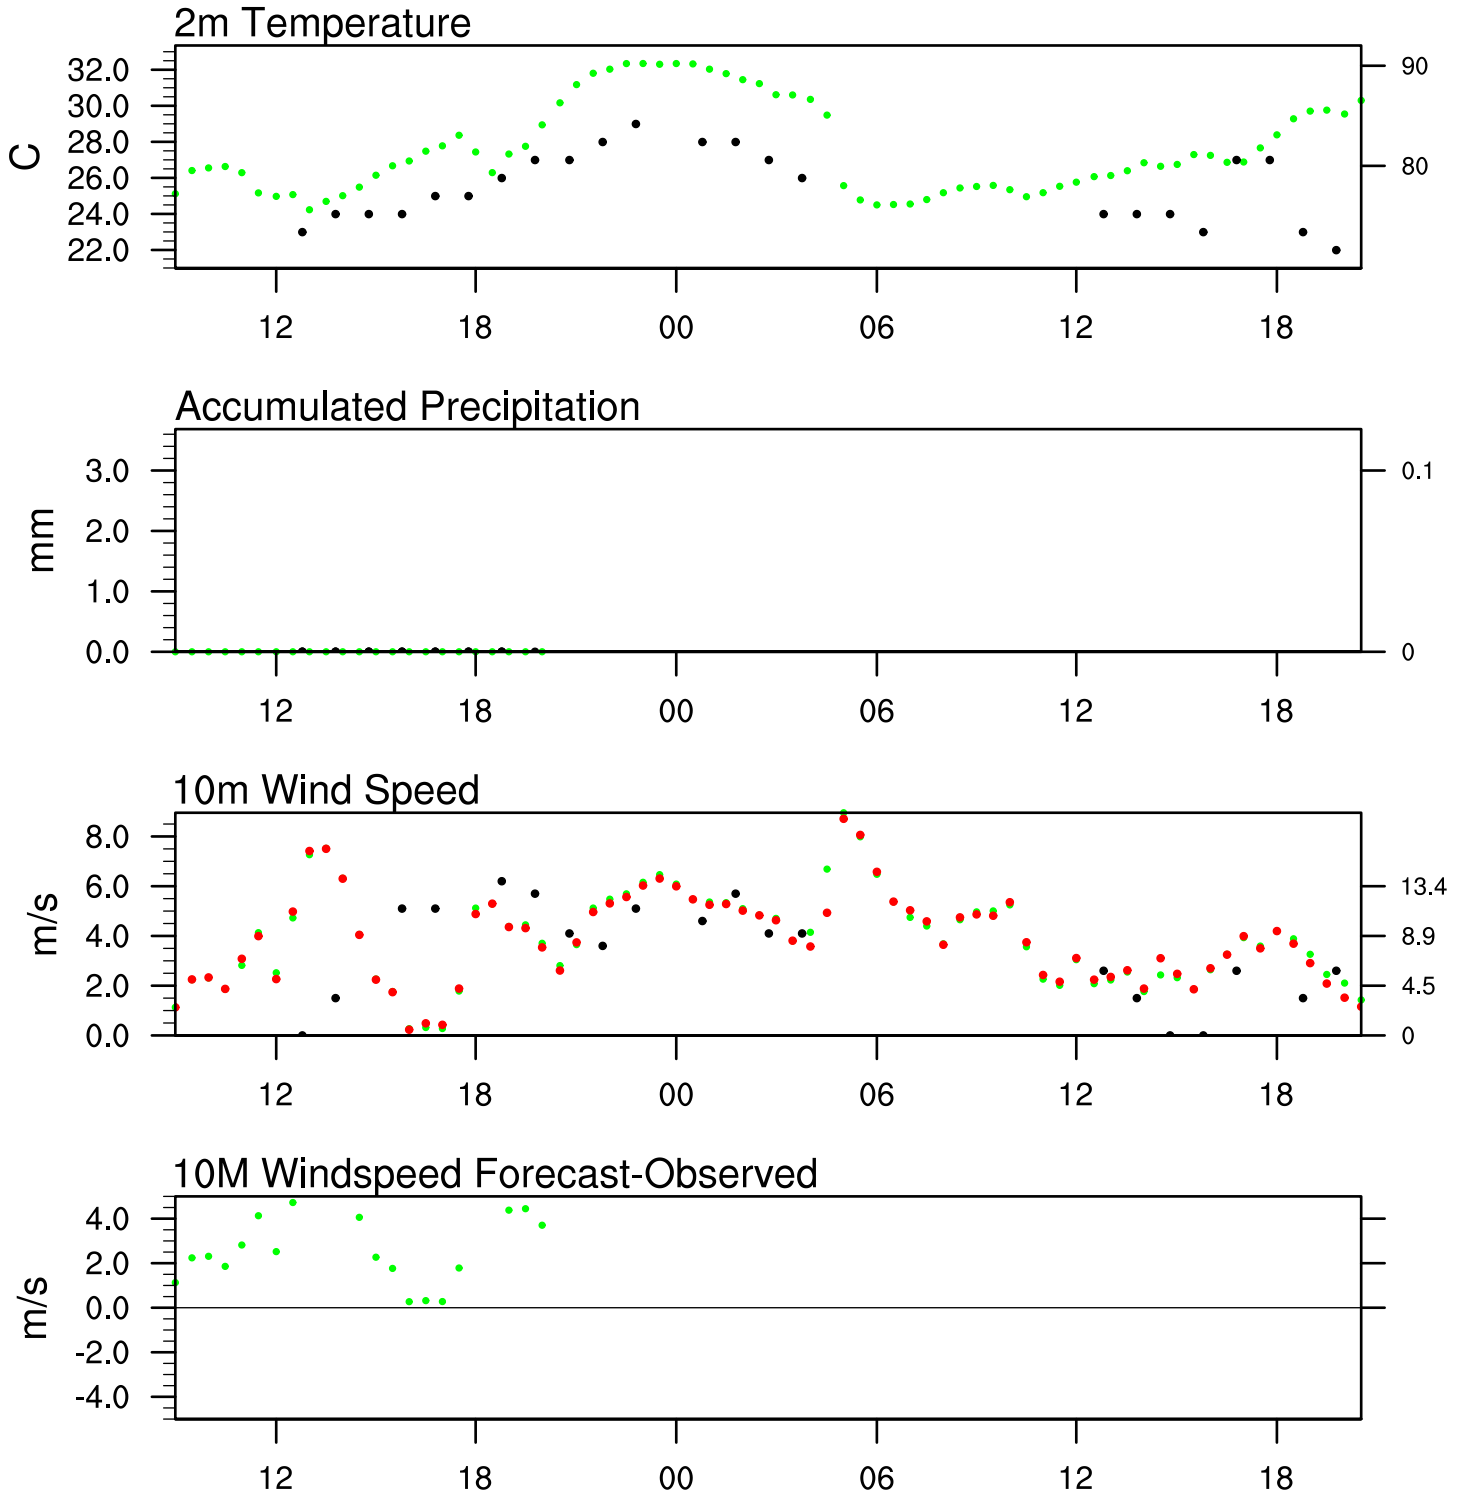 2m Temperature
32.0
30.0
28.0
26.0
24.0
22.0
C
90
80
12 18 00 06 12 18
Accumulated Precipitation
3.0
2.0
1.0
0.0
mm
0.1
0
12 18 00 06 12 18
10m Wind Speed
8.0
6.0
4.0
2.0
0.0
m/s
13.4
8.9
4.5
0
12 18 00 06 12 18
10M Windspeed Forecast-Observed
4.0
2.0
0.0
-2.0
-4.0
m/s
12 18 00 06 12 18